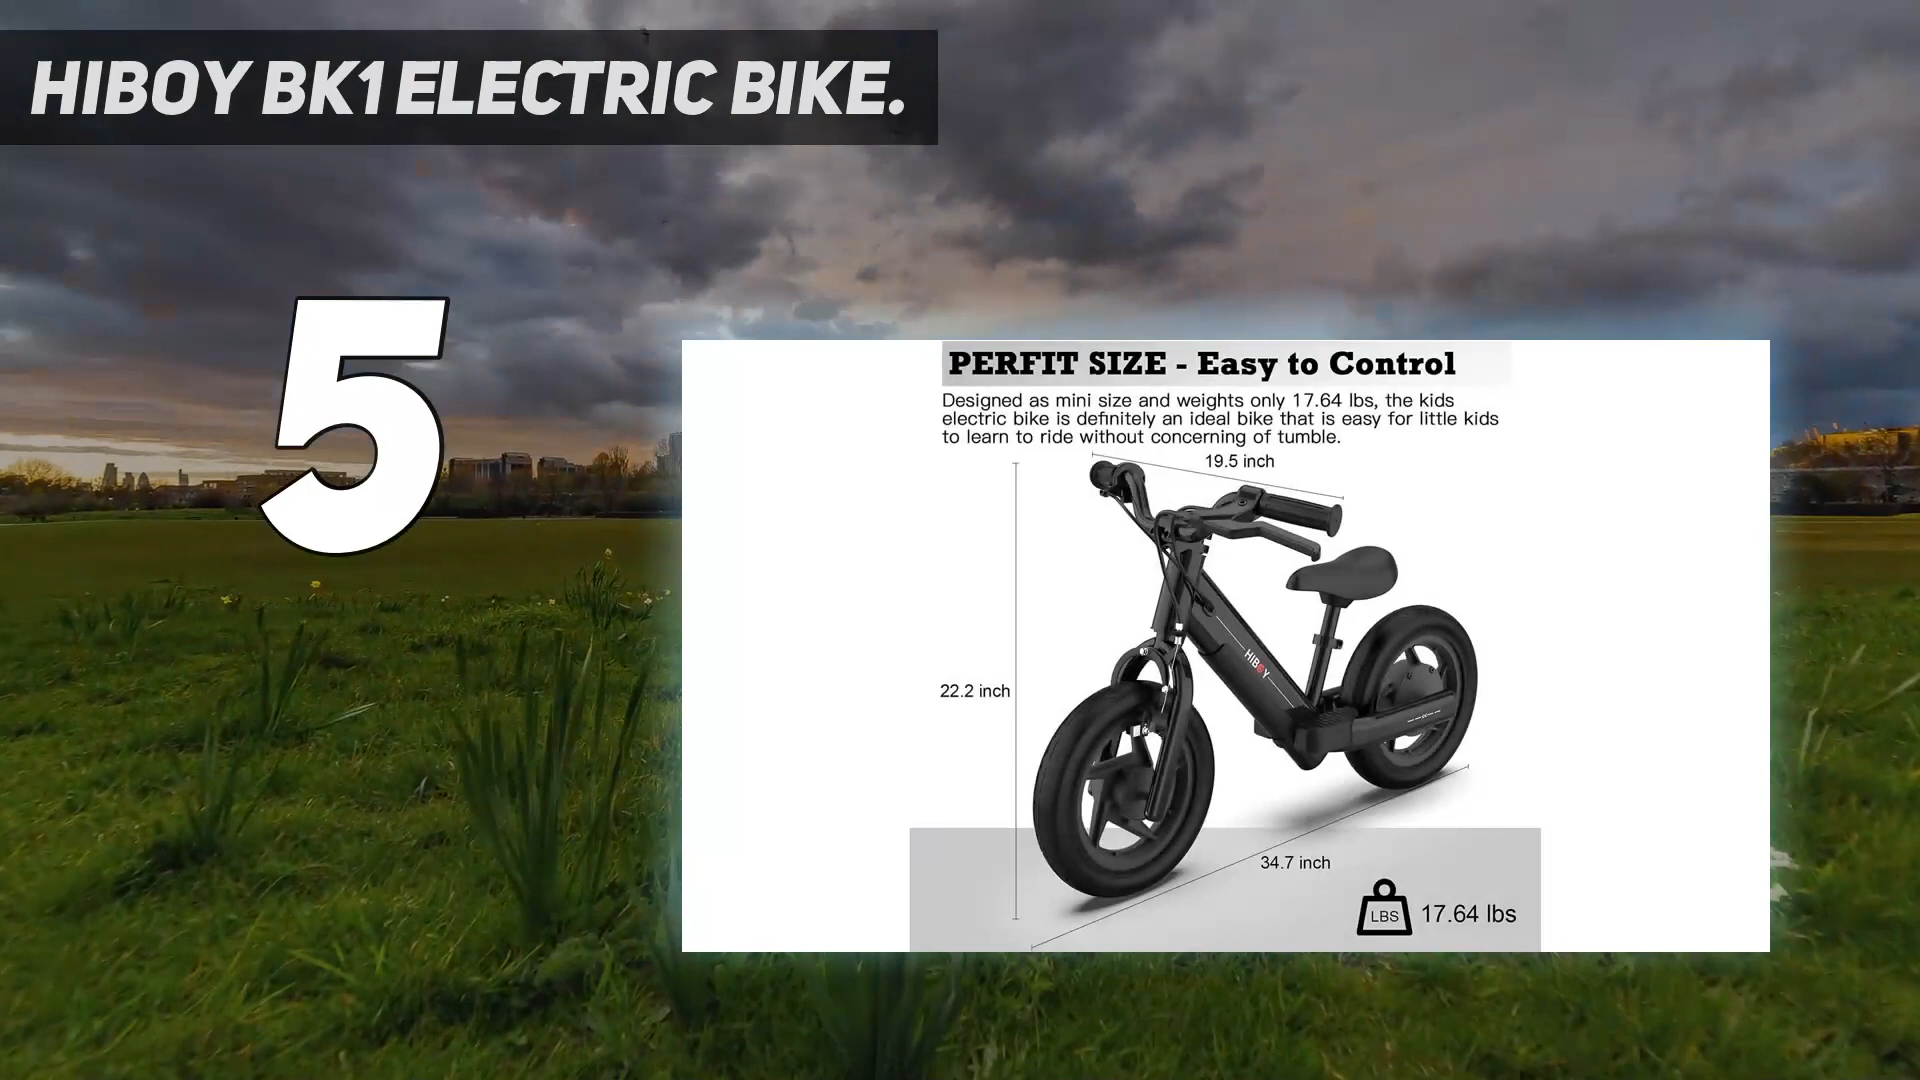 HIBOY BK1 ELECTRIC BIKE.
5
PERFIT SIZE - Easy to Control
Designed as mini size and weights only 17.64 lbs, the kids
electric bike is definitely an ideal bike that is easy for little kids
to learn to ride without concerning of tumble.
19.5 inch
22.2 inch
HIBOY
34.7 inch
LBS 17.64 lbs